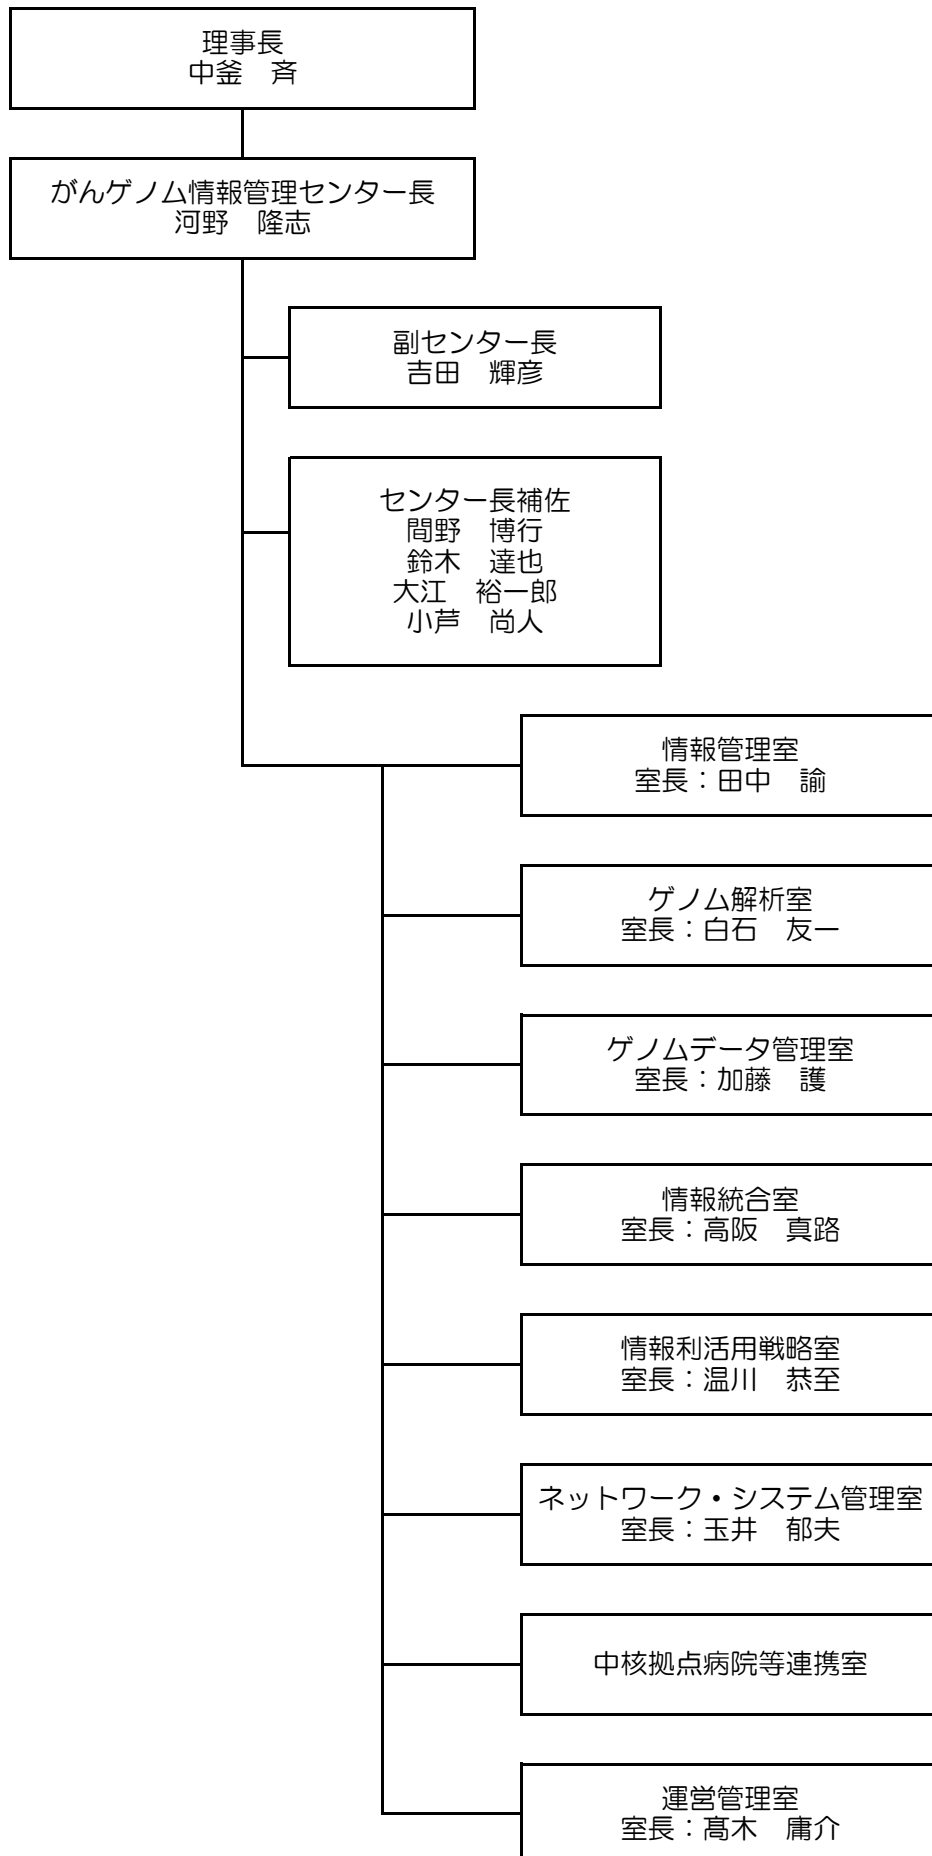 理事長
中釜　斉
がんゲノム情報管理センター長
河野　隆志
副センター長
吉田　輝彦
センター長補佐
間野　博行
鈴木　達也
大江　裕一郎
小芦　尚人
情報管理室
室長：田中　諭
ゲノム解析室
室長：白石　友一
ゲノムデータ管理室
室長：加藤　護
情報統合室
室長：高阪　真路
情報利活用戦略室
室長：温川　恭至
ネットワーク・システム管理室
室長：玉井　郁夫
中核拠点病院等連携室
運営管理室
室長：髙木　庸介